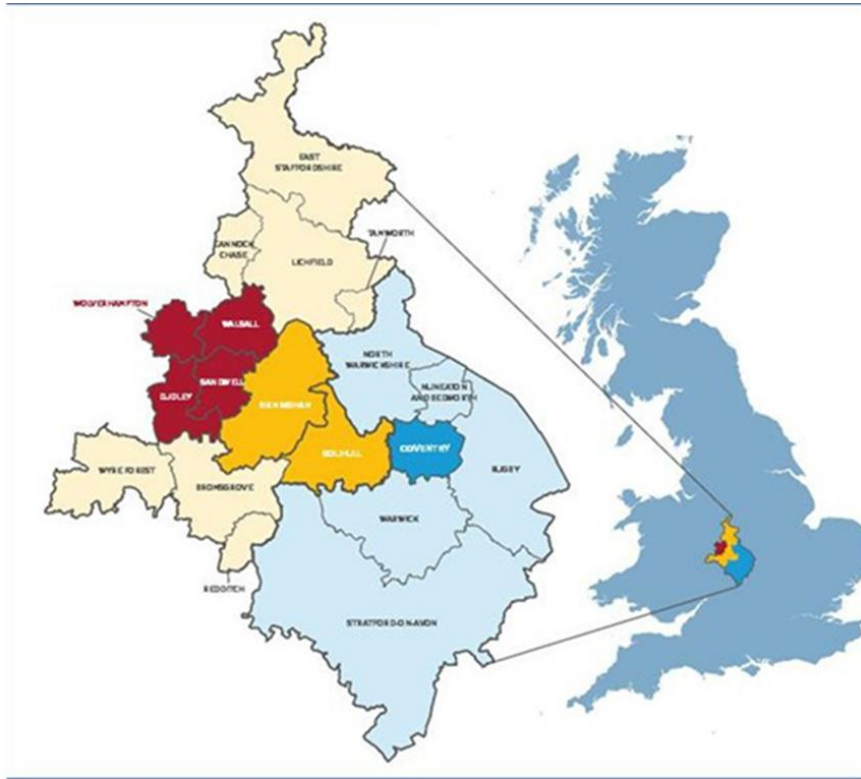 EAST
STAFFORDSHIRE
CANNOCK
CHASE
LICHFIELD
TAMWORTH
WOLVERHAMPTON
WALSALL
SANDWELL
DUDLEY
BIRMINGHAM
NORTH
WARWICKSHIRE
NUNEATON
AND BEDWORTH
SOLIHULL
COVENTRY
RUGBY
WYRE FOREST
BROMSGROVE
WARWICK
REDDITCH
STRATFORD-ON-AVON